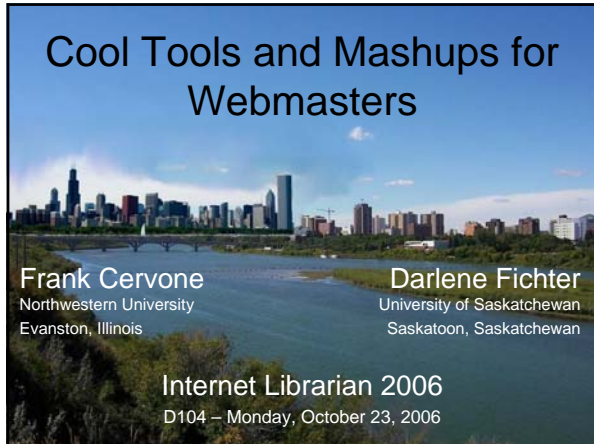 Cool Tools and Mashups for
Webmasters
Frank Cervone
Northwestern University
Evanston, Illinois
Darlene Fichter
University of Saskatchewan
Saskatoon, Saskatchewan
Internet Librarian 2006
D104 – Monday, October 23, 2006